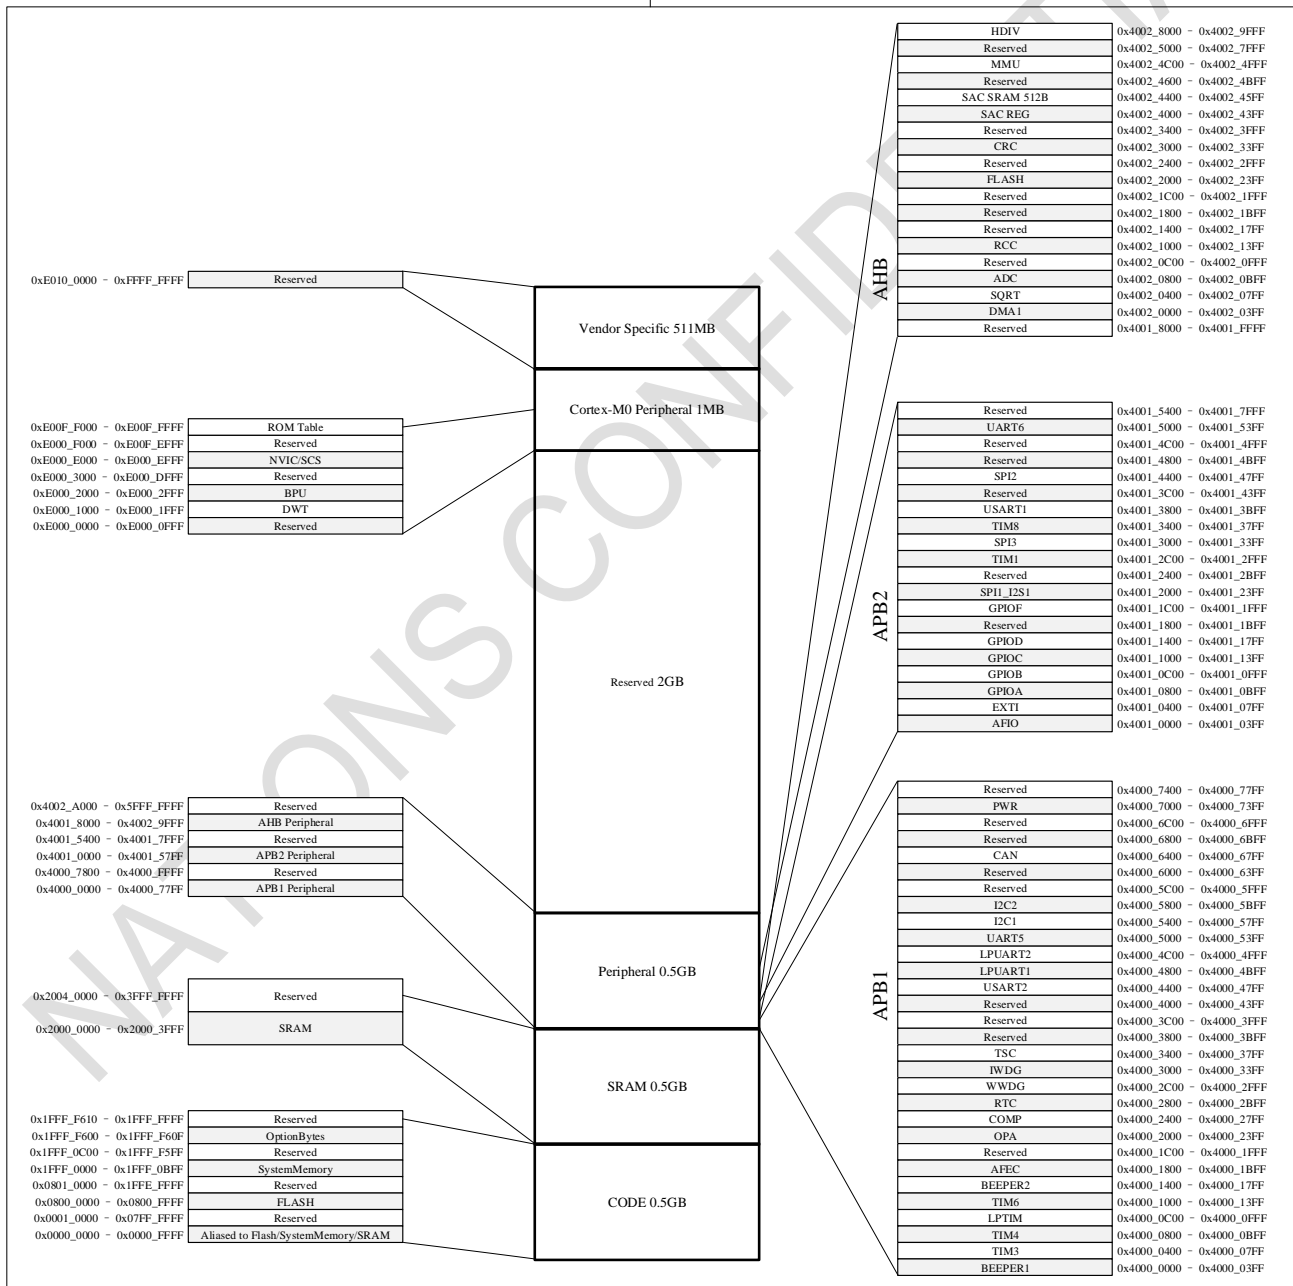 0xE010_0000 - 0xFFFF_FFFF Reserved
0xE00F_F000 - 0xE00F_FFFF ROM Table
0xE000_F000 - 0xE00F_EFFF Reserved
0xE000_E000 - 0xE000_EFFF NVIC/SCS
0xE000_3000 - 0xE000_DFFF Reserved
0xE000_2000 - 0xE000_2FFF BPU
0xE000_1000 - 0xE000_1FFF DWT
0xE000_0000 - 0xE000_0FFF Reserved
0x4002_A000 - 0x5FFF_FFFF Reserved
0x4001_8000 - 0x4002_9FFF AHB Peripheral
0x4001_5400 - 0x4001_7FFF Reserved
0x4001_0000 - 0x4001_57FF APB2 Peripheral
0x4000_7800 - 0x4000_FFFF Reserved
0x4000_0000 - 0x4000_77FF APB1 Peripheral
0x2004_0000 - 0x3FFF_FFFF Reserved
0x2000_0000 - 0x2000_3FFF SRAM
0x1FFF_F610 - 0x1FFF_FFFF Reserved
0x1FFF_F600 - 0x1FFF_F60F OptionBytes
0x1FFF_0C00 - 0x1FFF_F5FF Reserved
0x1FFF_0000 - 0x1FFF_0BFF SystemMemory
0x0801_0000 - 0x1FFE_FFFF Reserved
0x0800_0000 - 0x0800_FFFF FLASH
0x0001_0000 - 0x07FF_FFFF Reserved
0x0000_0000 - 0x0000_FFFF Aliased to Flash/SystemMemory/SRAM
Vendor Specific 511MB
Cortex-M0 Peripheral 1MB
Reserved 2GB
Peripheral 0.5GB
SRAM 0.5GB
CODE 0.5GB
AHB
HDIV 0x4002_8000 - 0x4002_9FFF
Reserved 0x4002_5000 - 0x4002_7FFF
MMU 0x4002_4C00 - 0x4002_4FFF
Reserved 0x4002_4600 - 0x4002_4BFF
SAC SRAM 512B 0x4002_4400 - 0x4002_45FF
SAC REG 0x4002_4000 - 0x4002_43FF
Reserved 0x4002_3400 - 0x4002_3FFF
CRC 0x4002_3000 - 0x4002_33FF
Reserved 0x4002_2400 - 0x4002_2FFF
FLASH 0x4002_2000 - 0x4002_23FF
Reserved 0x4002_1C00 - 0x4002_1FFF
Reserved 0x4002_1800 - 0x4002_1BFF
Reserved 0x4002_1400 - 0x4002_17FF
RCC 0x4002_1000 - 0x4002_13FF
Reserved 0x4002_0C00 - 0x4002_0FFF
ADC 0x4002_0800 - 0x4002_0BFF
SQRT 0x4002_0400 - 0x4002_07FF
DMA1 0x4002_0000 - 0x4002_03FF
Reserved 0x4001_8000 - 0x4001_FFFF
APB2
Reserved 0x4001_5400 - 0x4001_7FFF
UART6 0x4001_5000 - 0x4001_53FF
Reserved 0x4001_4C00 - 0x4001_4FFF
Reserved 0x4001_4800 - 0x4001_4BFF
SPI2 0x4001_4400 - 0x4001_47FF
Reserved 0x4001_3C00 - 0x4001_43FF
USART1 0x4001_3800 - 0x4001_3BFF
TIM8 0x4001_3400 - 0x4001_37FF
SPI3 0x4001_3000 - 0x4001_33FF
TIM1 0x4001_2C00 - 0x4001_2FFF
Reserved 0x4001_2400 - 0x4001_2BFF
SPI1_I2S1 0x4001_2000 - 0x4001_23FF
GPIOF 0x4001_1C00 - 0x4001_1FFF
Reserved 0x4001_1800 - 0x4001_1BFF
GPIOD 0x4001_1400 - 0x4001_17FF
GPIOC 0x4001_1000 - 0x4001_13FF
GPIOB 0x4001_0C00 - 0x4001_0FFF
GPIOA 0x4001_0800 - 0x4001_0BFF
EXTI 0x4001_0400 - 0x4001_07FF
AFIO 0x4001_0000 - 0x4001_03FF
APB1
Reserved 0x4000_7400 - 0x4000_77FF
PWR 0x4000_7000 - 0x4000_73FF
Reserved 0x4000_6C00 - 0x4000_6FFF
Reserved 0x4000_6800 - 0x4000_6BFF
CAN 0x4000_6400 - 0x4000_67FF
Reserved 0x4000_6000 - 0x4000_63FF
Reserved 0x4000_5C00 - 0x4000_5FFF
I2C2 0x4000_5800 - 0x4000_5BFF
I2C1 0x4000_5400 - 0x4000_57FF
UART5 0x4000_5000 - 0x4000_53FF
LPUART2 0x4000_4C00 - 0x4000_4FFF
LPUART1 0x4000_4800 - 0x4000_4BFF
USART2 0x4000_4400 - 0x4000_47FF
Reserved 0x4000_4000 - 0x4000_43FF
Reserved 0x4000_3C00 - 0x4000_3FFF
Reserved 0x4000_3800 - 0x4000_3BFF
TSC 0x4000_3400 - 0x4000_37FF
IWDG 0x4000_3000 - 0x4000_33FF
WWDG 0x4000_2C00 - 0x4000_2FFF
RTC 0x4000_2800 - 0x4000_2BFF
COMP 0x4000_2400 - 0x4000_27FF
OPA 0x4000_2000 - 0x4000_23FF
Reserved 0x4000_1C00 - 0x4000_1FFF
AFEC 0x4000_1800 - 0x4000_1BFF
BEEPER2 0x4000_1400 - 0x4000_17FF
TIM6 0x4000_1000 - 0x4000_13FF
LPTIM 0x4000_0C00 - 0x4000_0FFF
TIM4 0x4000_0800 - 0x4000_0BFF
TIM3 0x4000_0400 - 0x4000_07FF
BEEPER1 0x4000_0000 - 0x4000_03FF